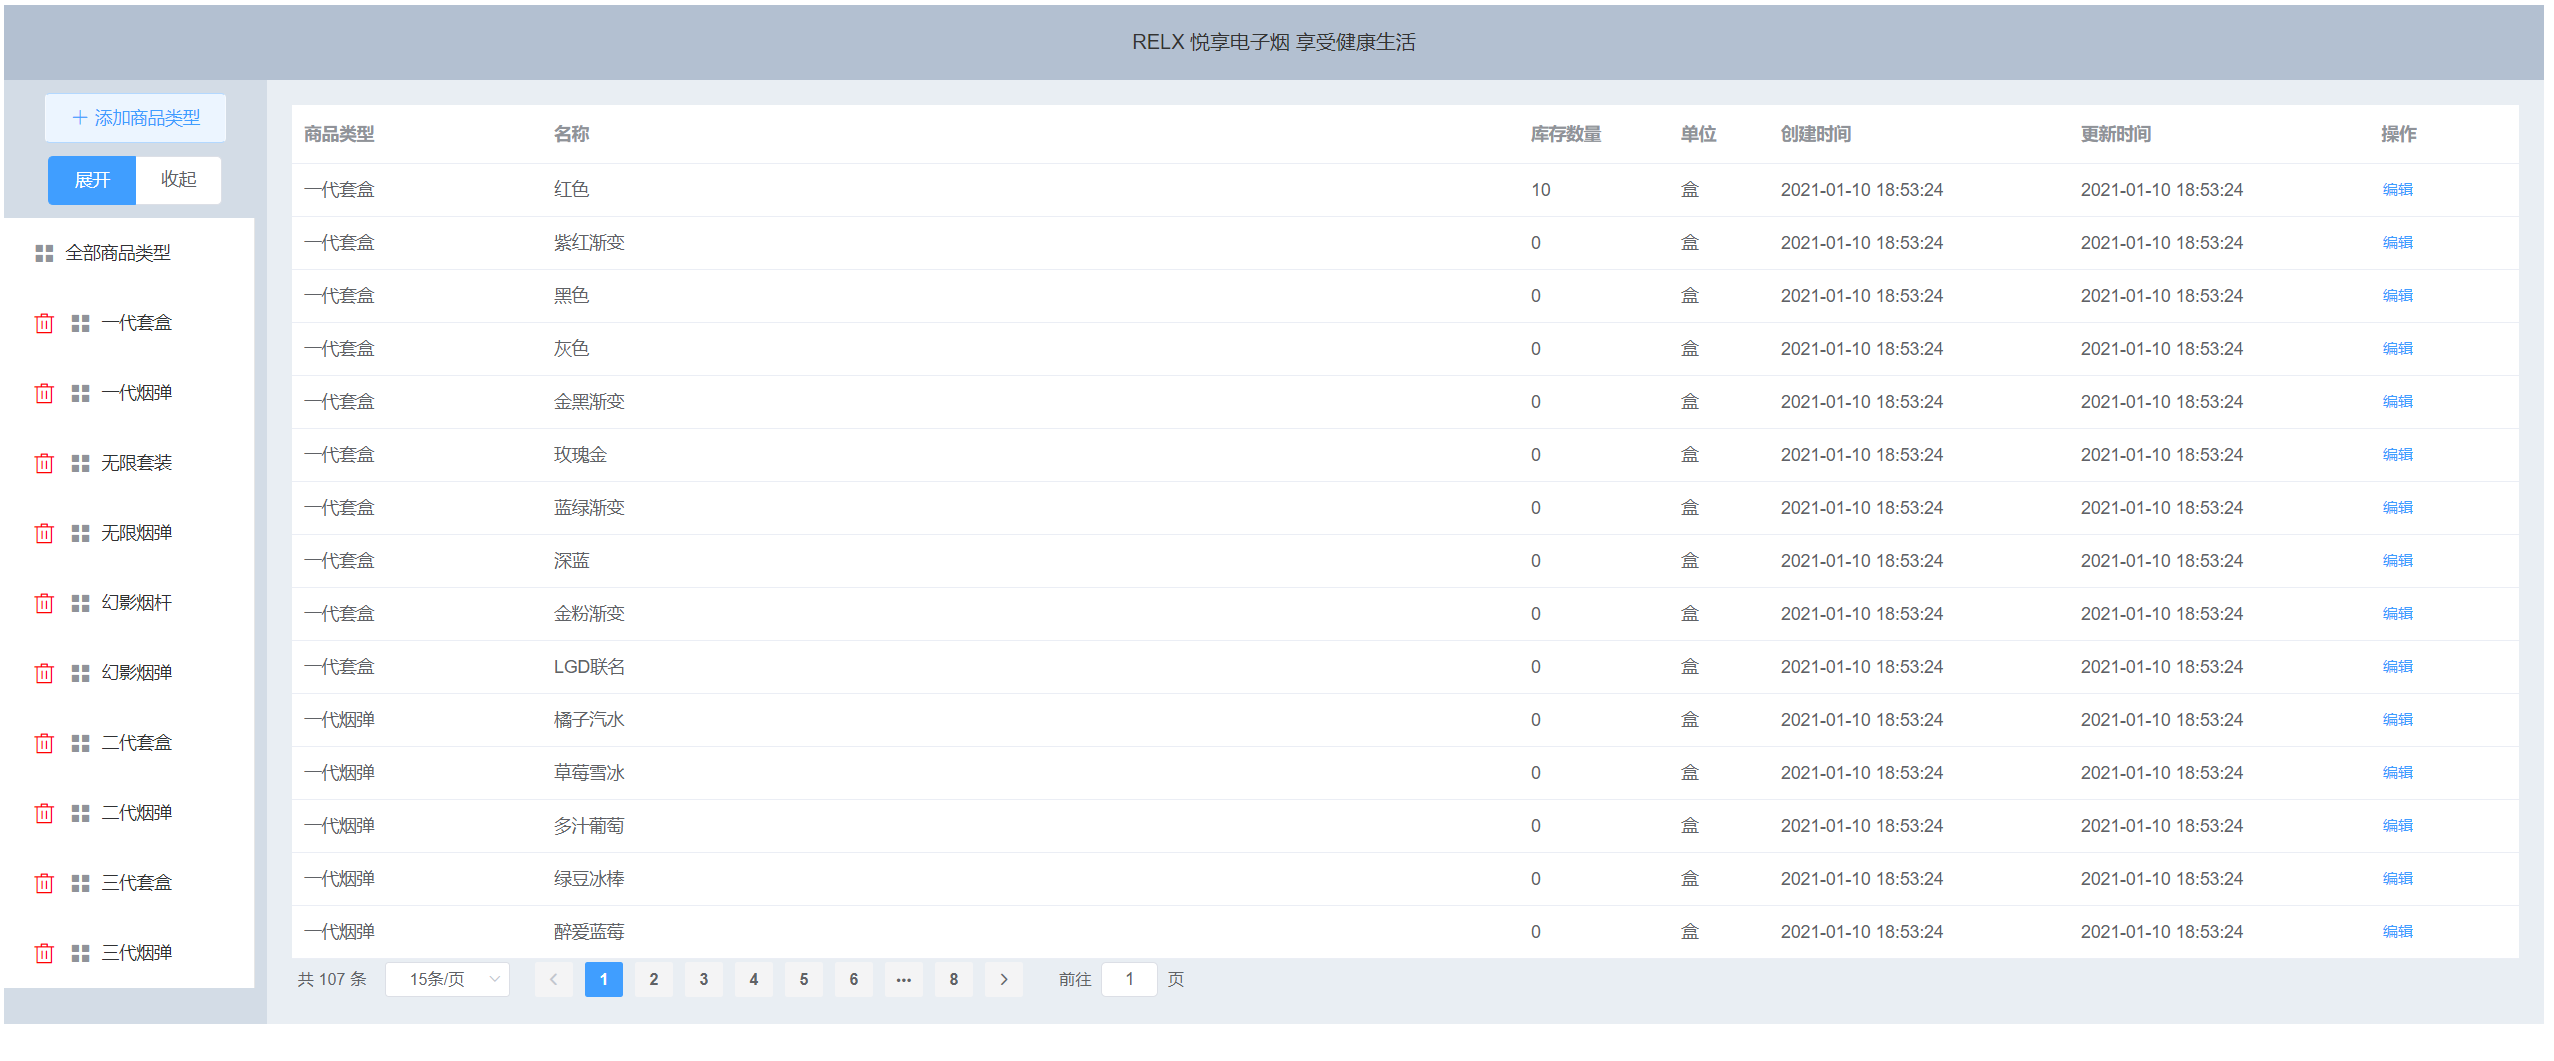 RELX 悦享电子烟 享受健康生活
添加商品类型
展开 收起
全部商品类型
一代套盒
一代烟弹
无限套装
无限烟弹
幻影烟杆
幻影烟弹
二代套盒
二代烟弹
三代套盒
三代烟弹
商品类型 名称 库存数量 单位 创建时间 更新时间 操作
一代套盒 红色 10 盒 2021-01-10 18:53:24 2021-01-10 18:53:24 编辑
一代套盒 紫红渐变 0 盒 2021-01-10 18:53:24 2021-01-10 18:53:24 编辑
一代套盒 黑色 0 盒 2021-01-10 18:53:24 2021-01-10 18:53:24 编辑
一代套盒 灰色 0 盒 2021-01-10 18:53:24 2021-01-10 18:53:24 编辑
一代套盒 金黑渐变 0 盒 2021-01-10 18:53:24 2021-01-10 18:53:24 编辑
一代套盒 玫瑰金 0 盒 2021-01-10 18:53:24 2021-01-10 18:53:24 编辑
一代套盒 蓝绿渐变 0 盒 2021-01-10 18:53:24 2021-01-10 18:53:24 编辑
一代套盒 深蓝 0 盒 2021-01-10 18:53:24 2021-01-10 18:53:24 编辑
一代套盒 金粉渐变 0 盒 2021-01-10 18:53:24 2021-01-10 18:53:24 编辑
一代套盒 LGD联名 0 盒 2021-01-10 18:53:24 2021-01-10 18:53:24 编辑
一代烟弹 橘子汽水 0 盒 2021-01-10 18:53:24 2021-01-10 18:53:24 编辑
一代烟弹 草莓雪冰 0 盒 2021-01-10 18:53:24 2021-01-10 18:53:24 编辑
一代烟弹 多汁葡萄 0 盒 2021-01-10 18:53:24 2021-01-10 18:53:24 编辑
一代烟弹 绿豆冰棒 0 盒 2021-01-10 18:53:24 2021-01-10 18:53:24 编辑
一代烟弹 醉爱蓝莓 0 盒 2021-01-10 18:53:24 2021-01-10 18:53:24 编辑
共 107 条 15条/页 1 2 3 4 5 6 ••• 8 前往 1 页